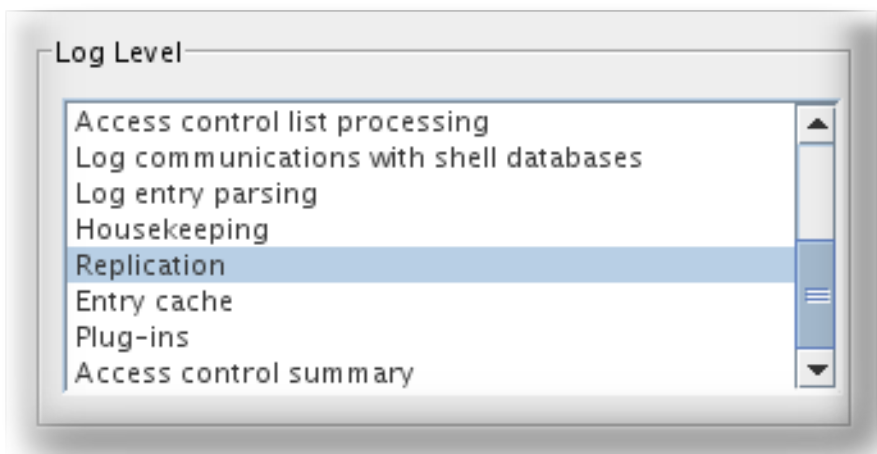 Log Level
Access control list processing
Log communications with shell databases
Log entry parsing
Housekeeping
Replication
Entry cache
Plug-ins
Access control summary